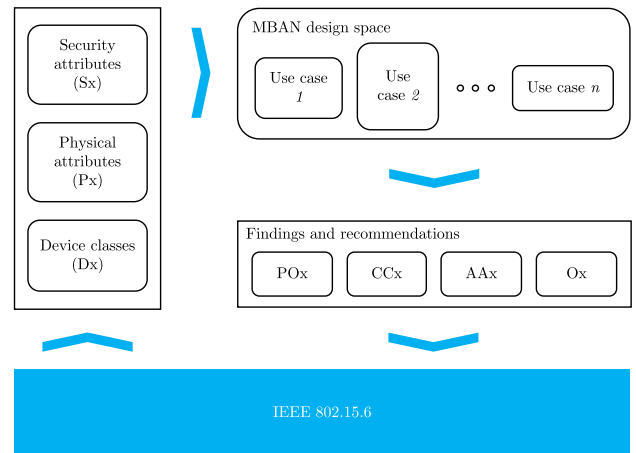 Security
attributes
(Sx)
Physical
attributes
(Px)
Device classes
(Dx)
MBAN design space
Use case
1
Use
case 2
Use case n
Findings and recommendations
POx
CCx
AAx
Ox
IEEE 802.15.6